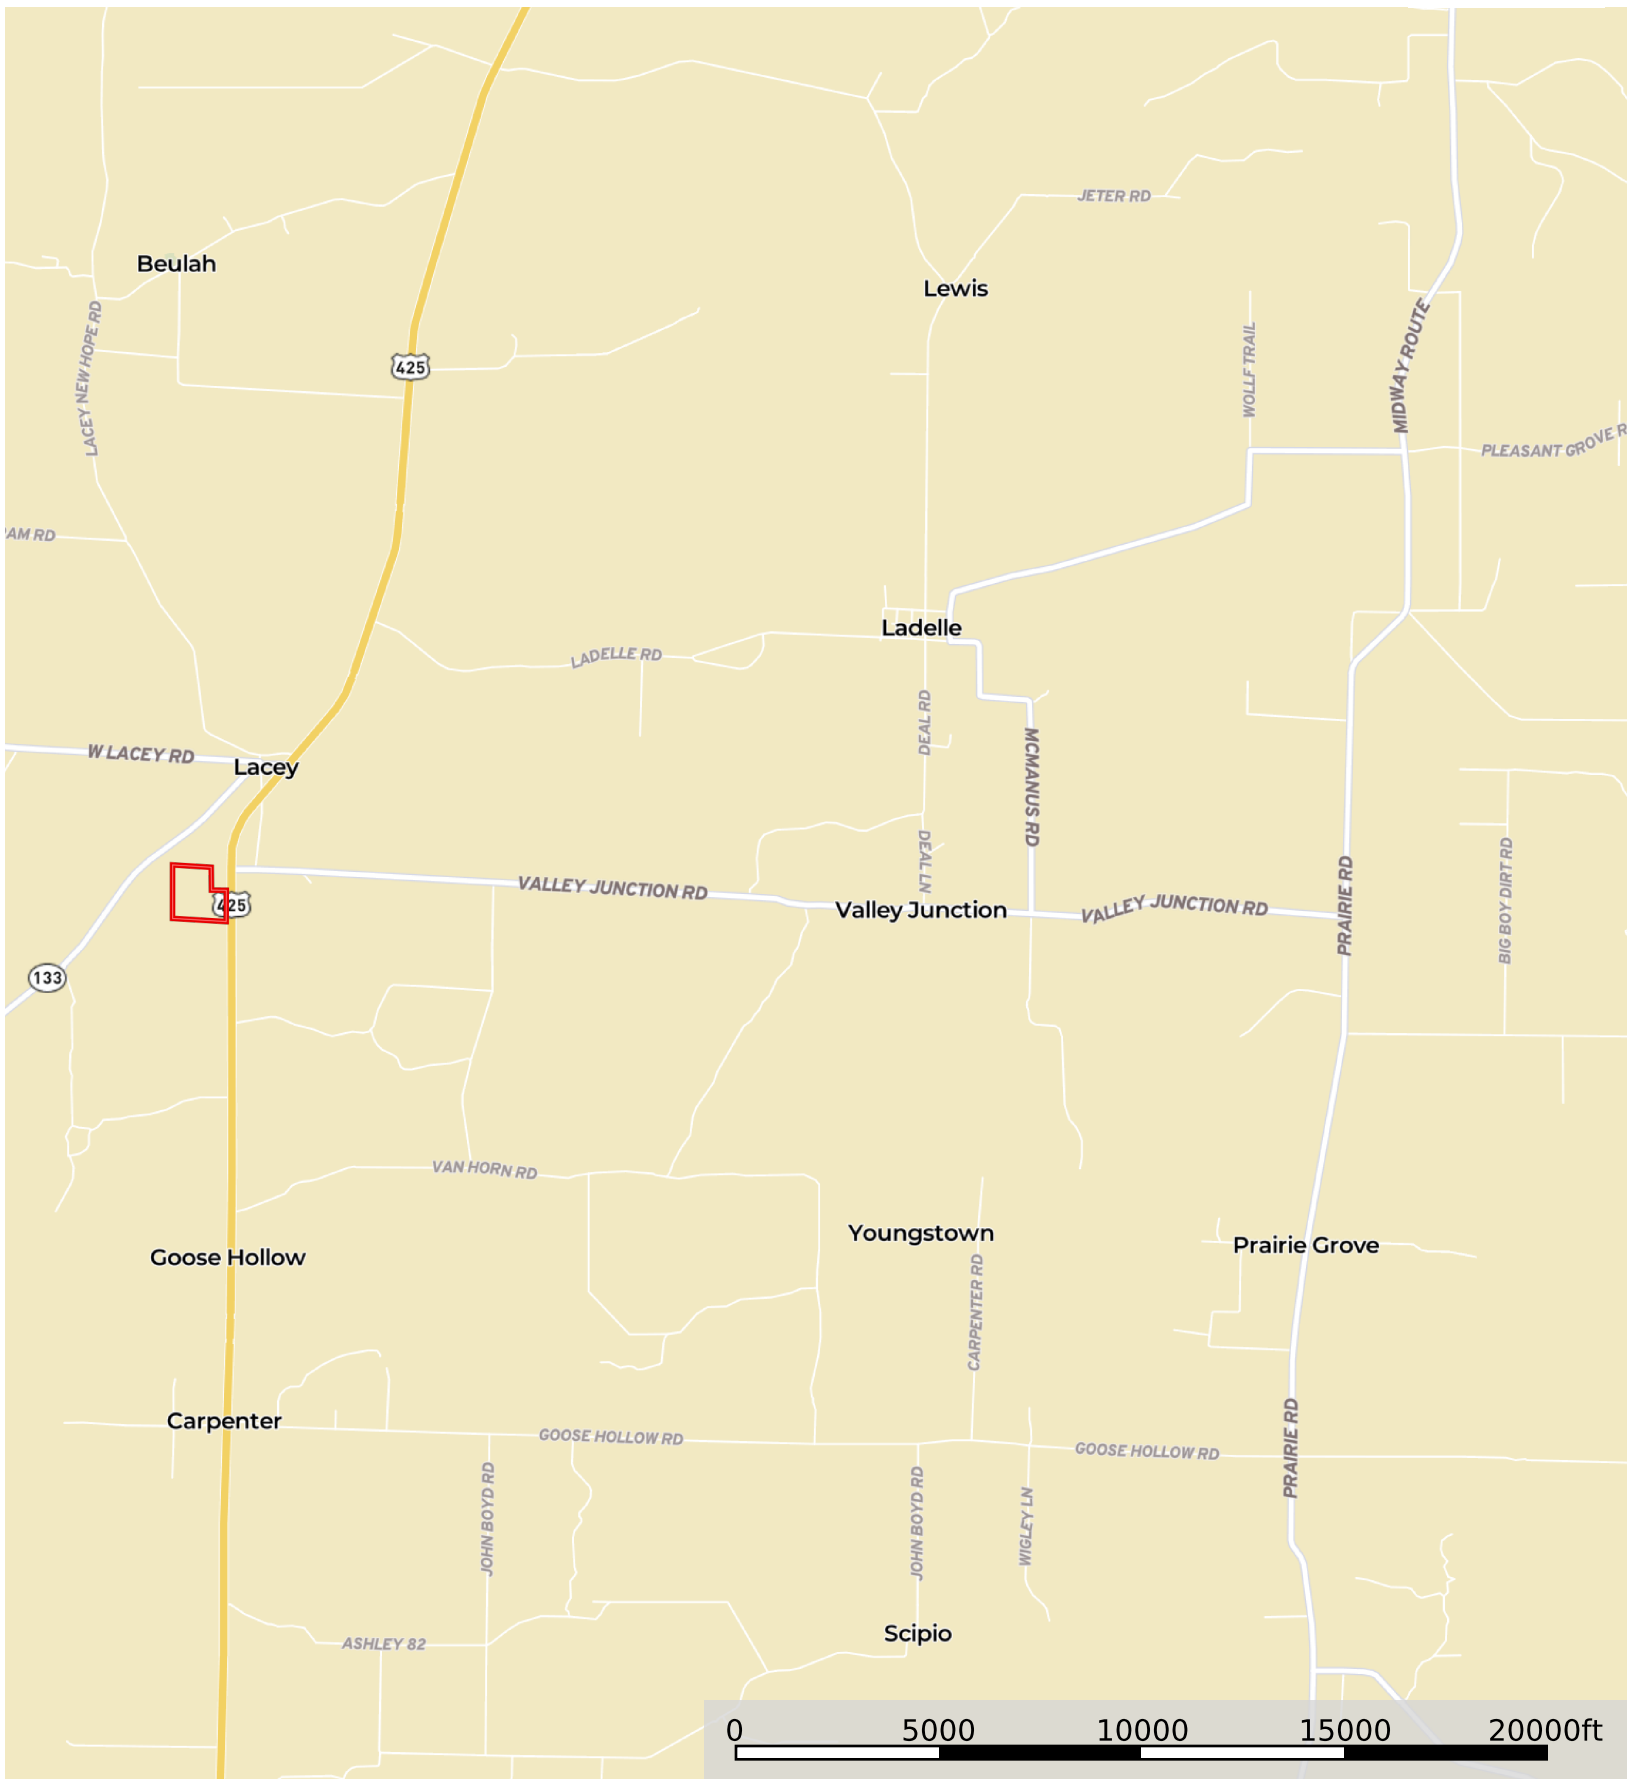 JETER RD
Beulah
Lewis
LACEY NEW HOPE RD
425
WOLLF TRAIL
MIDWAY ROUTE
PLEASANT GROVE R
AM RD
Ladelle
LADELLE RD
DEAL RD
MCMANUS RD
W LACEY RD
Lacey
DEAL LN
PRAIRIE RD
BIG BOY DIRT RD
VALLEY JUNCTION RD
425
Valley Junction
VALLEY JUNCTION RD
133
VAN HORN RD
Youngstown
Prairie Grove
Goose Hollow
CARPENTER RD
Carpenter
GOOSE HOLLOW RD
GOOSE HOLLOW RD
PRAIRIE RD
JOHN BOYD RD
JOHN BOYD RD
WIGLEY LN
Scipio
ASHLEY 82
0 5000 10000 15000 20000ft